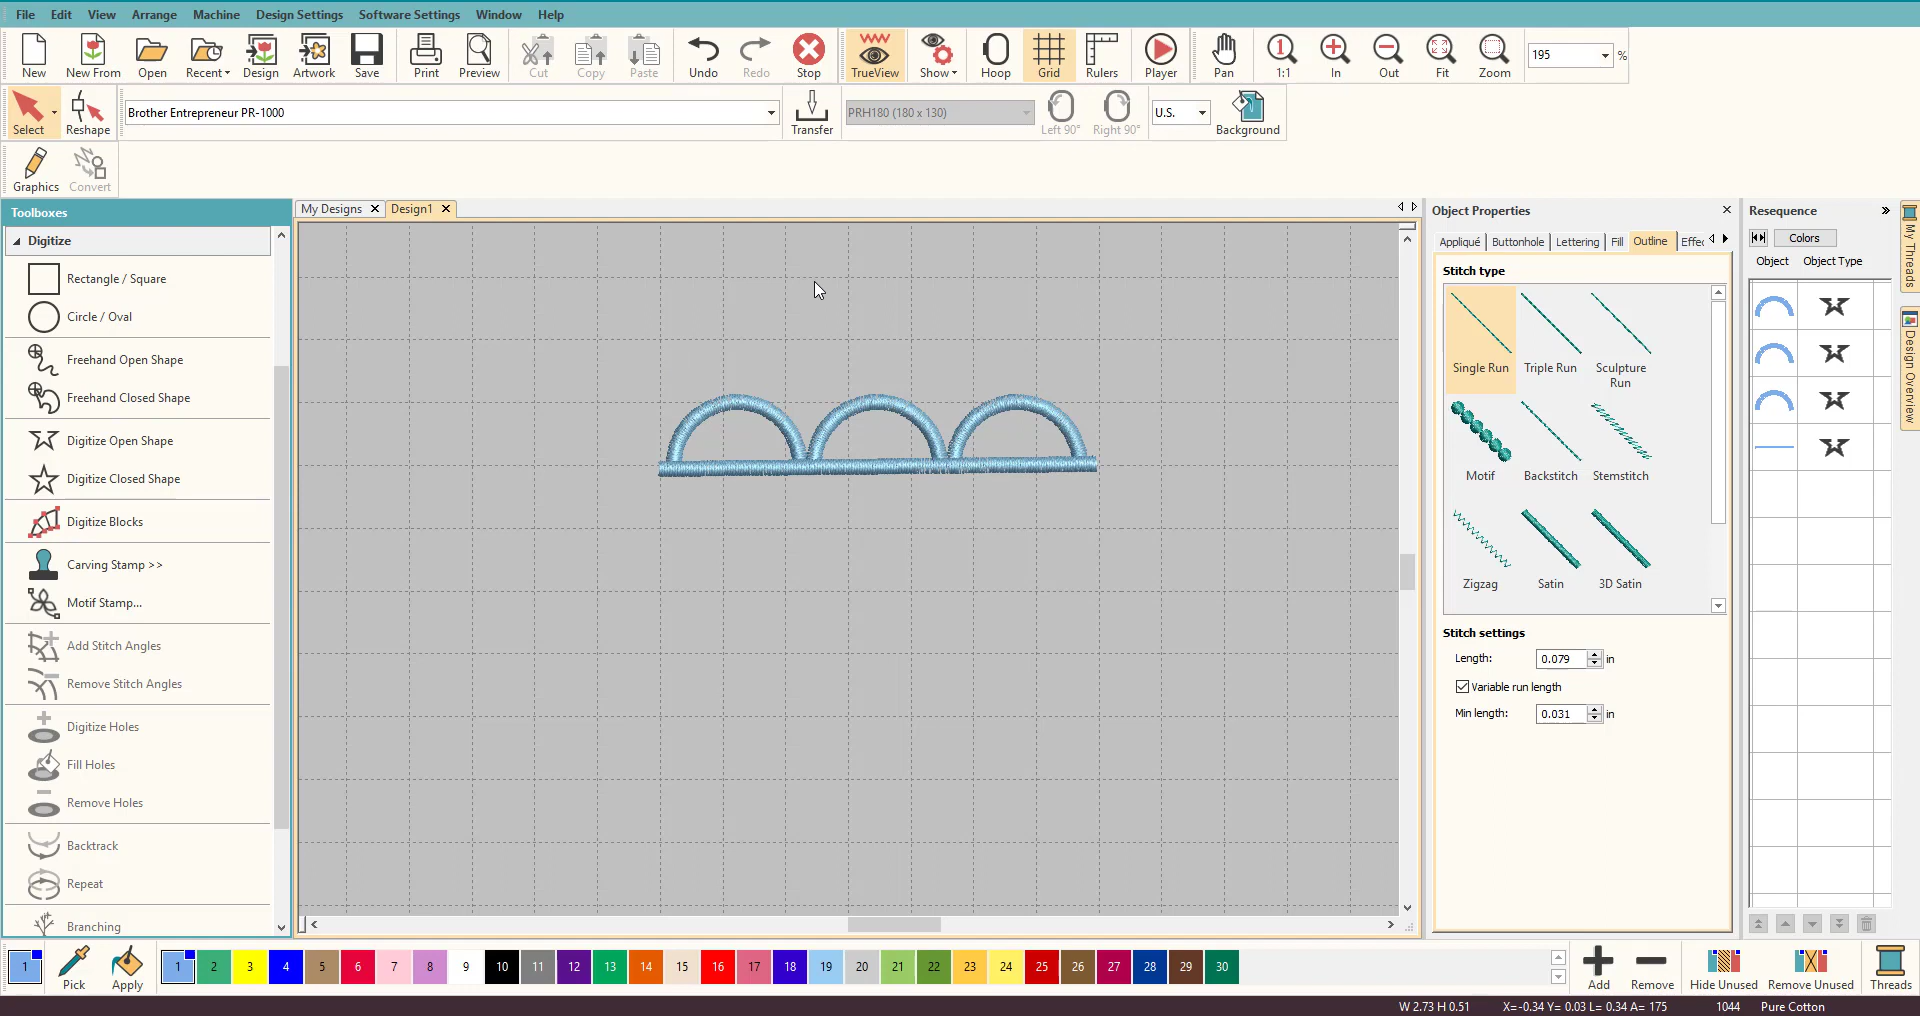 File Edit View Arrange Machine Design Settings Software Settings Window Help
New New From Open Recent Design Artwork Save Print Preview Cut Copy Paste Undo Redo Stop TrueView Show Hoop Grid Rulers Player Pan 1:1 In Out Fit Zoom 195 %
Select Reshape Brother Entrepreneur PR-1000 Transfer PRH180 (180 x 130) Left 90° Right 90° U.S. Background
Graphics Convert
Toolboxes
Digitize
Rectangle / Square
Circle / Oval
Freehand Open Shape
Freehand Closed Shape
Digitize Open Shape
Digitize Closed Shape
Digitize Blocks
Carving Stamp >>
Motif Stamp...
Add Stitch Angles
Remove Stitch Angles
Digitize Holes
Fill Holes
Remove Holes
Backtrack
Repeat
Branching
My Designs Design1
Object Properties
Appliqué Buttonhole Lettering Fill Outline Effec
Stitch type
Single Run Triple Run Sculpture Run
Motif Backstitch Stemstitch
Zigzag Satin 3D Satin
Stitch settings
Length: 0.079 in
Variable run length
Min length: 0.031 in
Resequence
Colors
Object Object Type
My Threads
Design Overview
1 Pick Apply 1 2 3 4 5 6 7 8 9 10 11 12 13 14 15 16 17 18 19 20 21 22 23 24 25 26 27 28 29 30 Add Remove Hide Unused Remove Unused Threads
W 2.73 H 0.51 X=-0.34 Y= 0.03 L= 0.34 A= 175 1044 Pure Cotton